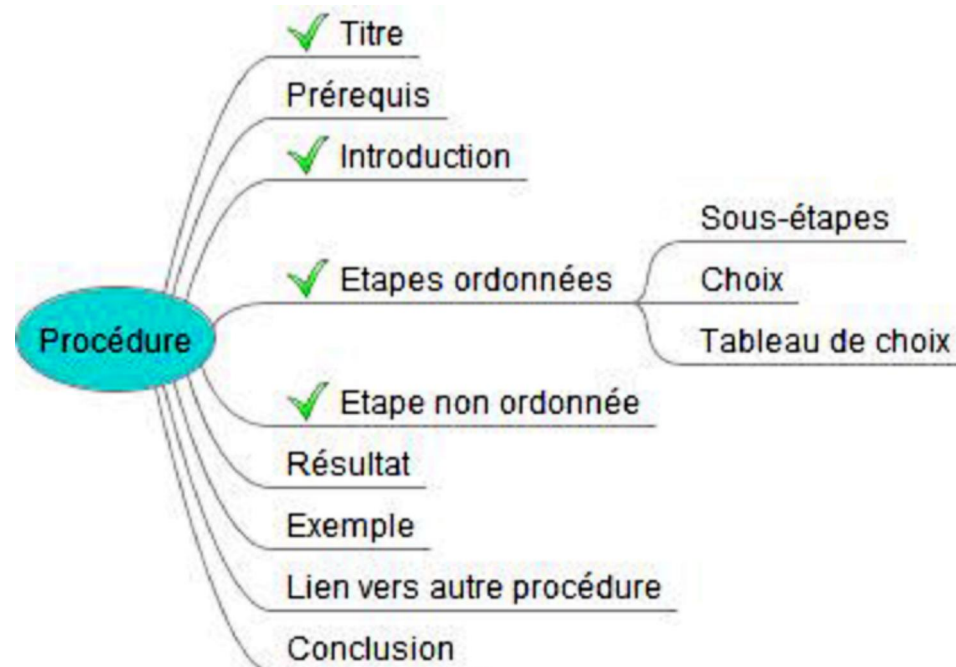 Titre
Prérequis
Introduction
Sous-étapes
Etapes ordonnées
Choix
Procédure
Tableau de choix
Etape non ordonnée
Résultat
Exemple
Lien vers autre procédure
Conclusion